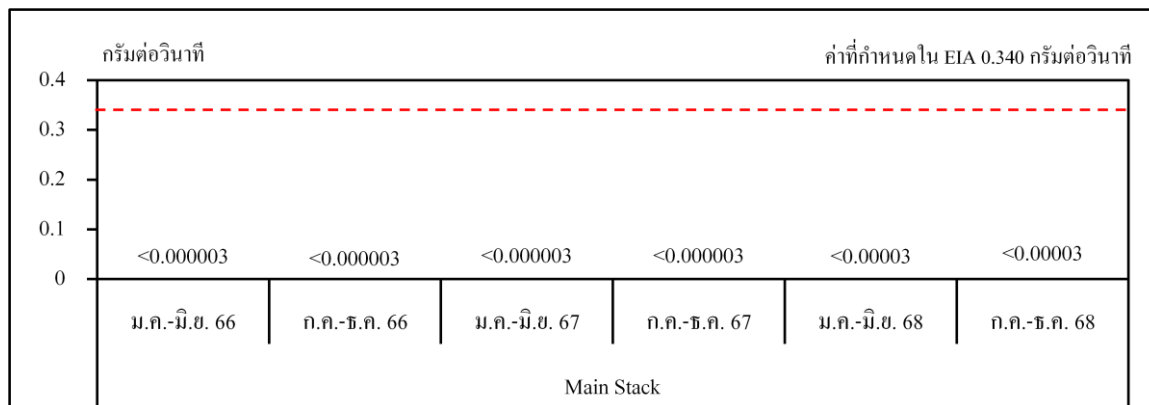 กรัมต่อวินาที
ค่าที่กำหนดใน EIA 0.340 กรัมต่อวินาที
0.4
0.3
0.2
0.1
0
<0.000003 <0.000003 <0.000003 <0.000003 <0.00003 <0.00003
ม.ค.-มิ.ย. 66 ก.ค.-ธ.ค. 66 ม.ค.-มิ.ย. 67 ก.ค.-ธ.ค. 67 ม.ค.-มิ.ย. 68 ก.ค.-ธ.ค. 68
Main Stack